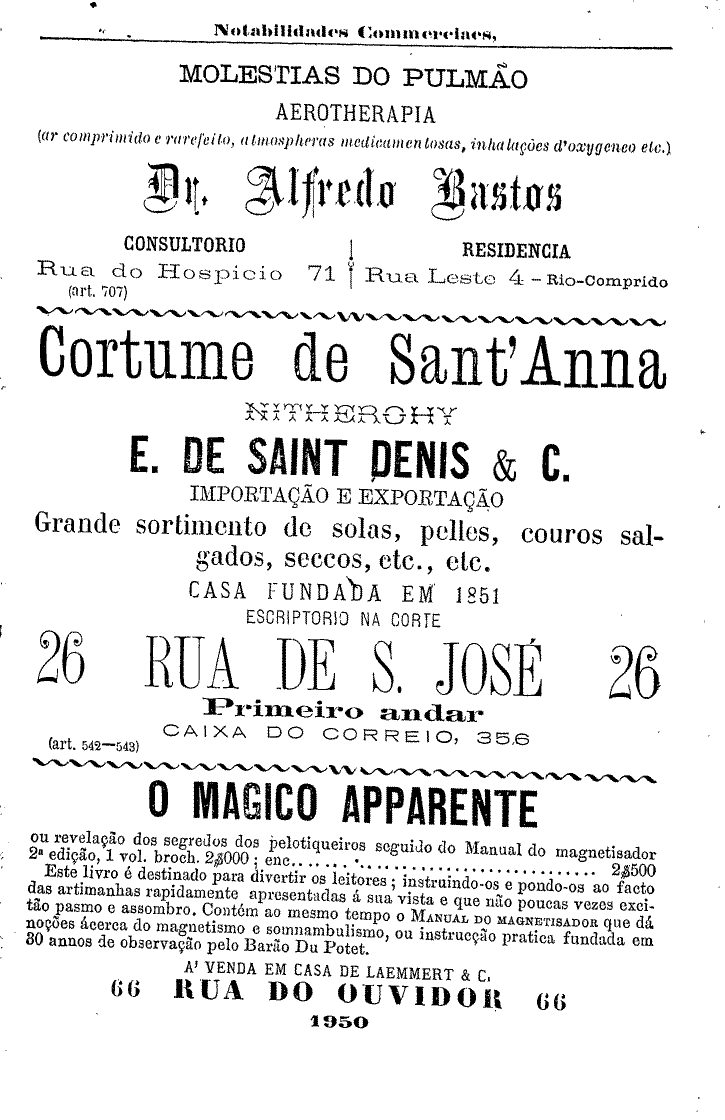 Notabilidades Commerciaes,
MOLESTIAS DO PULMÃO
AEROTHERAPIA
(ar comprimido e rarefeito, atmospheras medicamentosas, inhalações d'oxygeneo etc.)
Dr. Alfredo Bastos
CONSULTORIO
Rua do Hospicio 71
(art. 707)
RESIDENCIA
Rua Leste 4 – Rio-Comprido
Cortume de Sant'Anna
NITHEROHY
E. DE SAINT DENIS & C.
IMPORTAÇÃO E EXPORTAÇÃO
Grande sortimento de solas, pelles, couros sal-
gados, seccos, etc., etc.
CASA FUNDADA EM 1851
ESCRIPTORIO NA CORTE
26 RUA DE S. JOSÉ 26
Primeiro andar
CAIXA DO CORREIO, 356
(art. 542—543)
O MAGICO APPARENTE
ou revelação dos segredos dos pelotiqueiros seguido do Manual do magnetisador
2ª edição, 1 vol. broch. 2$000 ; enc.................................... 2$500
Este livro é destinado para divertir os leitores ; instruindo-os e pondo-os ao facto
das artimanhas rapidamente apresentadas á sua vista e que não poucas vezes exci-
tão pasmo e assombro. Contém ao mesmo tempo o MANUAL DO MAGNETISADOR que dá
noções ácerca do magnetismo e somnambulismo, ou instrucção pratica fundada em
30 annos de observação pelo Barão Du Potet.
A' VENDA EM CASA DE LAEMMERT & C.
66 RUA DO OUVIDOR 66
1950